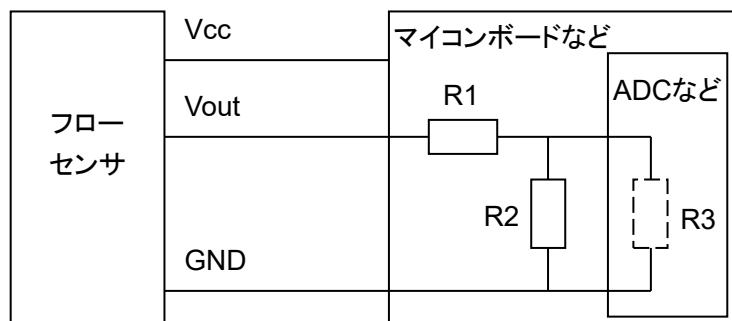 Vcc
マイコンボードなど
Vout
R1
ADCなど
フロー
センサ
R2
R3
GND